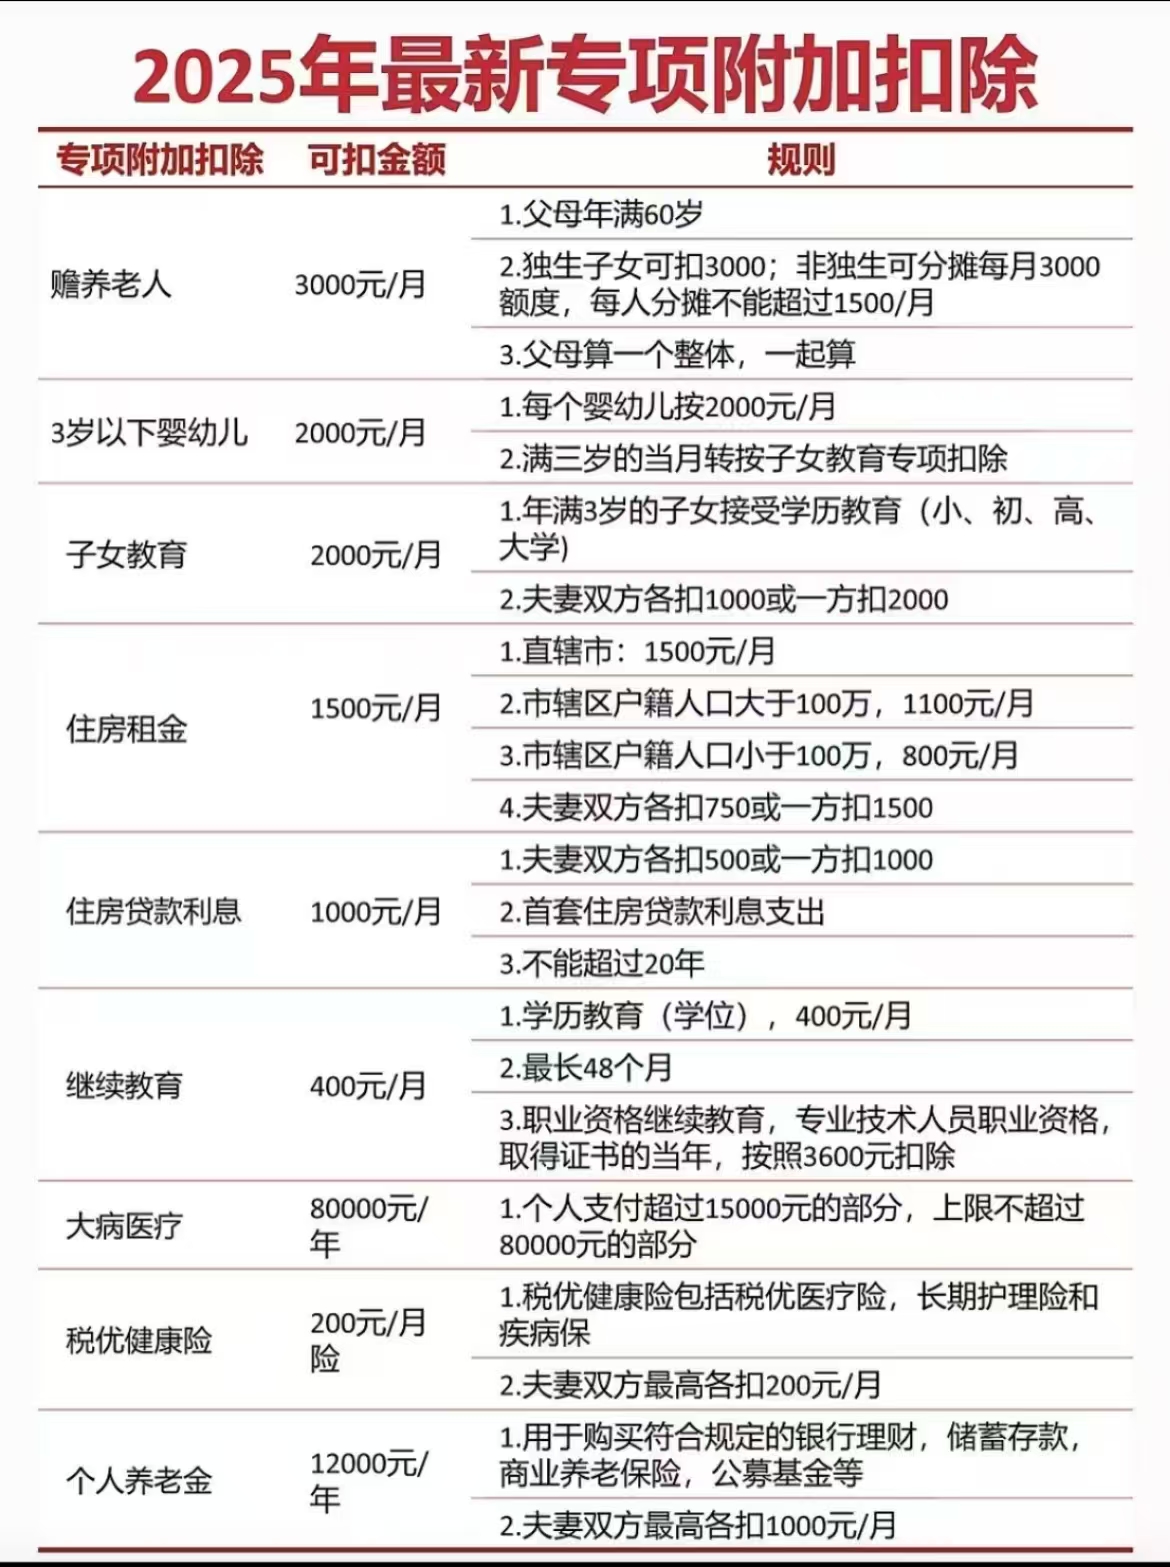 2025年最新专项附加扣除
专项附加扣除 可扣金额 规则
赡养老人 3000元/月
1.父母年满60岁
2.独生子女可扣3000；非独生可分摊每月3000
额度，每人分摊不能超过1500/月
3.父母算一个整体，一起算
3岁以下婴幼儿 2000元/月
1.每个婴幼儿按2000元/月
2.满三岁的当月转按子女教育专项扣除
子女教育 2000元/月
1.年满3岁的子女接受学历教育（小、初、高、
大学)
2.夫妻双方各扣1000或一方扣2000
住房租金 1500元/月
1.直辖市：1500元/月
2.市辖区户籍人口大于100万，1100元/月
3.市辖区户籍人口小于100万，800元/月
4.夫妻双方各扣750或一方扣1500
住房贷款利息 1000元/月
1.夫妻双方各扣500或一方扣1000
2.首套住房贷款利息支出
3.不能超过20年
继续教育 400元/月
1.学历教育（学位），400元/月
2.最长48个月
3.职业资格继续教育，专业技术人员职业资格，
取得证书的当年，按照3600元扣除
大病医疗
80000元/
年
1.个人支付超过15000元的部分，上限不超过
80000元的部分
税优健康险
200元/月
险
1.税优健康险包括税优医疗险，长期护理险和
疾病保
2.夫妻双方最高各扣200元/月
个人养老金
12000元/
年
1.用于购买符合规定的银行理财，储蓄存款，
商业养老保险，公募基金等
2.夫妻双方最高各扣1000元/月